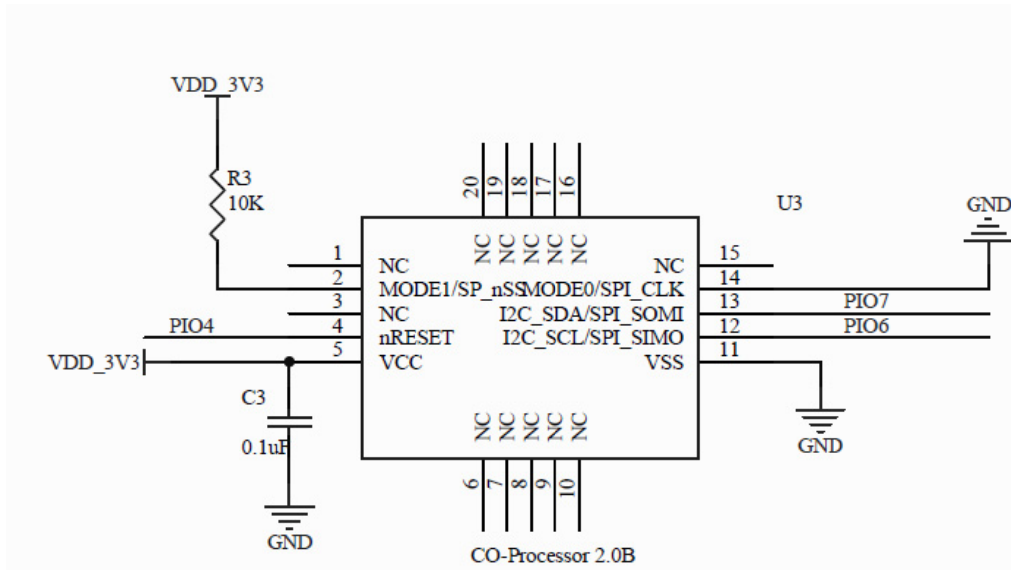 VDD_3V3
R3
10K
20
19
18
17
16
U3
GND
NC
NC
NC
NC
NC
1
NC
NC
15
2
MODE1/SP_nSS
MODE0/SPI_CLK
14
3
NC
I2C_SDA/SPI_SOMI
13
PIO7
PIO4
4
nRESET
I2C_SCL/SPI_SIMO
12
PIO6
VDD_3V3
5
VCC
VSS
11
C3
0.1uF
GND
NC
NC
NC
NC
NC
GND
6
7
8
9
10
CO-Processor 2.0B